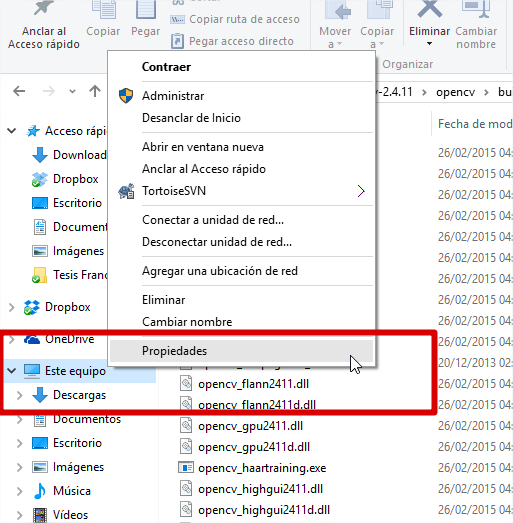 Anclar al
Acceso rápido
Copiar
Pegar
Copiar ruta de acceso
Pegar acceso directo
Mover
a
Copiar
a
Eliminar
Cambiar
nombre
Organizar
-2.4.11
opencv
Contraer
Administrar
Desanclar de Inicio
Abrir en ventana nueva
Anclar al Acceso rápido
TortoiseSVN
Conectar a unidad de red...
Desconectar unidad de red...
Agregar una ubicación de red
Eliminar
Cambiar nombre
Propiedades
Acceso rápi
Download
Dropbox
Escritorio
Document
Imágenes
Tesis Franc
Dropbox
OneDrive
Este equipo
Descargas
Documentos
Escritorio
Imágenes
Música
Vídeos
opencv_flann2411.dll
opencv_flann2411d.dll
opencv_gpu2411.dll
opencv_gpu2411d.dll
opencv_haartraining.exe
opencv_highgui2411.dll
opencv_highgui2411d.dll
Fecha de mod
26/02/2015 04
26/02/2015 04
26/02/2015 04
26/02/2015 04
26/02/2015 04
26/02/2015 04
26/02/2015 04
26/02/2015 04
20/12/2013 02
26/02/2015 04
26/02/2015 04
26/02/2015 04
26/02/2015 04
26/02/2015 04
26/02/2015 04
26/02/2015 04